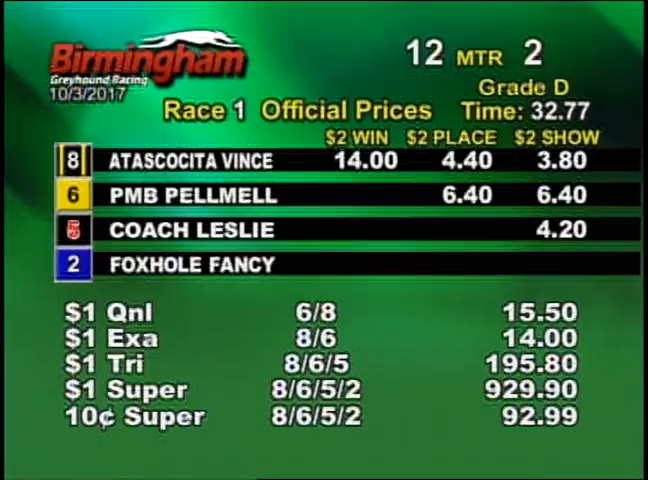 Birmingham
Greyhound Racing
10/3/2017
12 MTR 2
Grade D
Race 1 Official Prices Time: 32.77
$2 WIN $2 PLACE $2 SHOW
8 ATASCOCITA VINCE 14.00 4.40 3.80
6 PMB PELLMELL 6.40 6.40
5 COACH LESLIE 4.20
2 FOXHOLE FANCY
$1 Qnl 6/8 15.50
$1 Exa 8/6 14.00
$1 Tri 8/6/5 195.80
$1 Super 8/6/5/2 929.90
10¢ Super 8/6/5/2 92.99